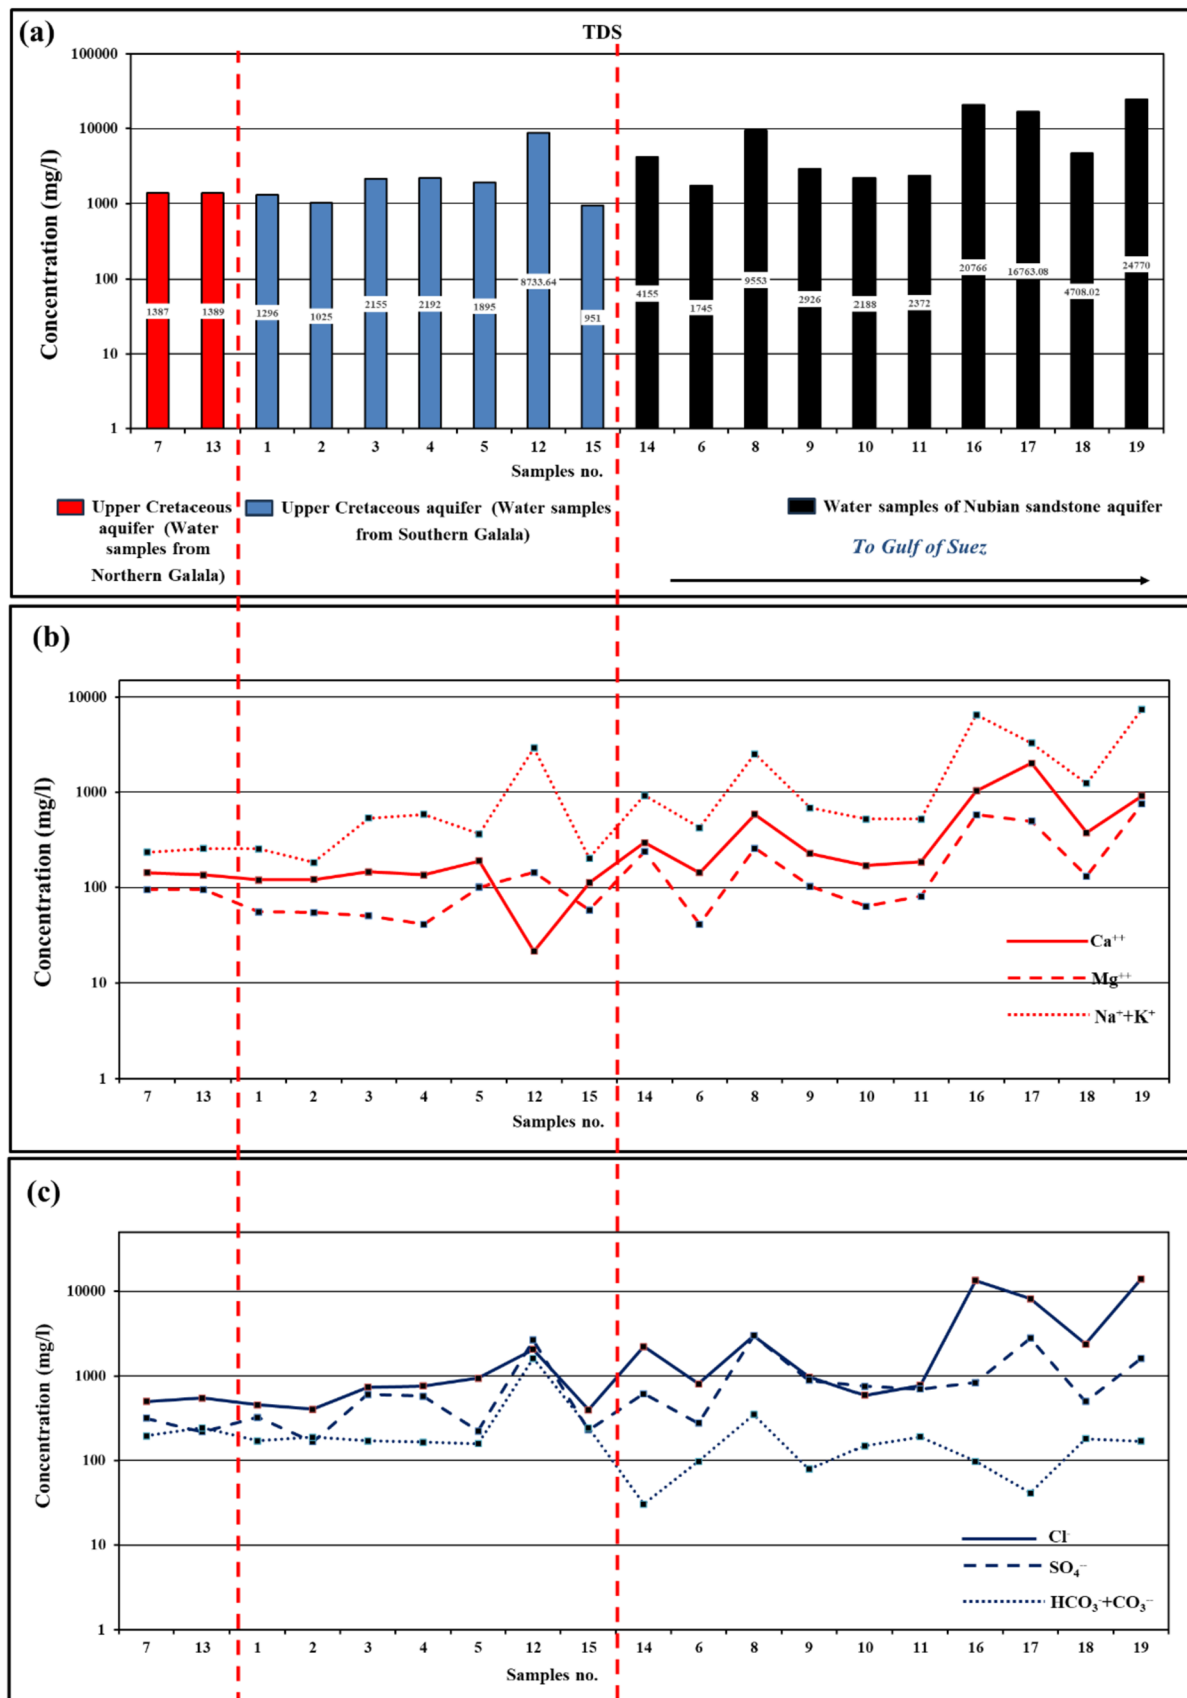 (a)
TDS
Concentration (mg/l)
100000
10000
1000
100
10
1
1387
1389
1296
1025
2155
2192
1895
8733.64
951
4155
1745
9553
2926
2188
2372
20766
16763.08
4708.02
24770
7 13 1 2 3 4 5 12 15 14 6 8 9 10 11 16 17 18 19
Samples no.
Upper Cretaceous
aquifer (Water
samples from
Northern Galala)
Upper Cretaceous aquifer (Water samples
from Southern Galala)
Water samples of Nubian sandstone aquifer
To Gulf of Suez
(b)
Concentration (mg/l)
10000
1000
100
10
1
Ca⁺⁺
Mg⁺⁺
Na⁺+K⁺
7 13 1 2 3 4 5 12 15 14 6 8 9 10 11 16 17 18 19
Samples no.
(c)
Concentration (mg/l)
10000
1000
100
10
1
Cl⁻
SO₄⁻⁻
HCO₃⁻+CO₃⁻⁻
7 13 1 2 3 4 5 12 15 14 6 8 9 10 11 16 17 18 19
Samples no.